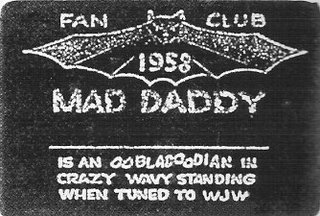 FAN CLUB
1958
MAD DADDY
IS AN OOBLADOODIAN IN
CRAZY WAVY STANDING
WHEN TUNED TO WJW